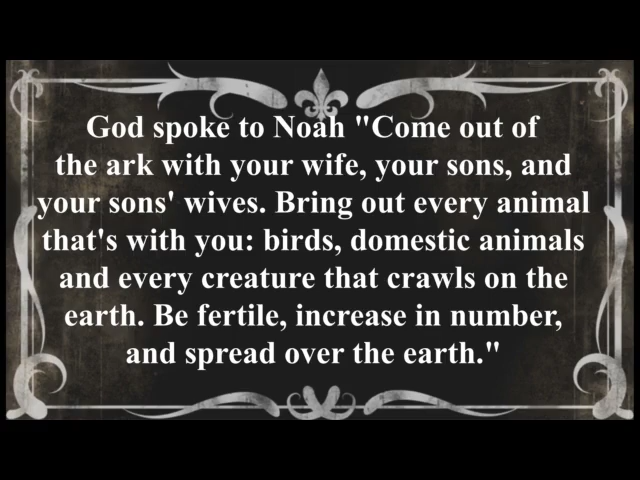 God spoke to Noah "Come out of
the ark with your wife, your sons, and
your sons' wives. Bring out every animal
that's with you: birds, domestic animals
and every creature that crawls on the
earth. Be fertile, increase in number,
and spread over the earth."